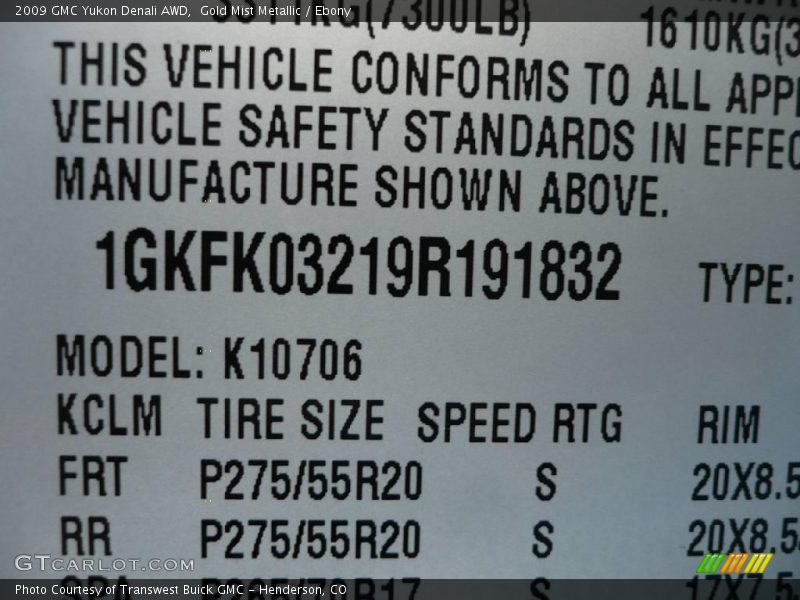 2009 GMC Yukon Denali AWD, Gold Mist Metallic / Ebony
(7300LB)
1610KG(3
THIS VEHICLE CONFORMS TO ALL APPL
VEHICLE SAFETY STANDARDS IN EFFEC
MANUFACTURE SHOWN ABOVE.
1GKFK03219R191832 TYPE:
MODEL: K10706
KCLM TIRE SIZE SPEED RTG RIM
FRT P275/55R20 S 20X8.5
RR P275/55R20 S 20X8.5
GTCarlot.com
Photo Courtesy of Transwest Buick GMC - Henderson, CO